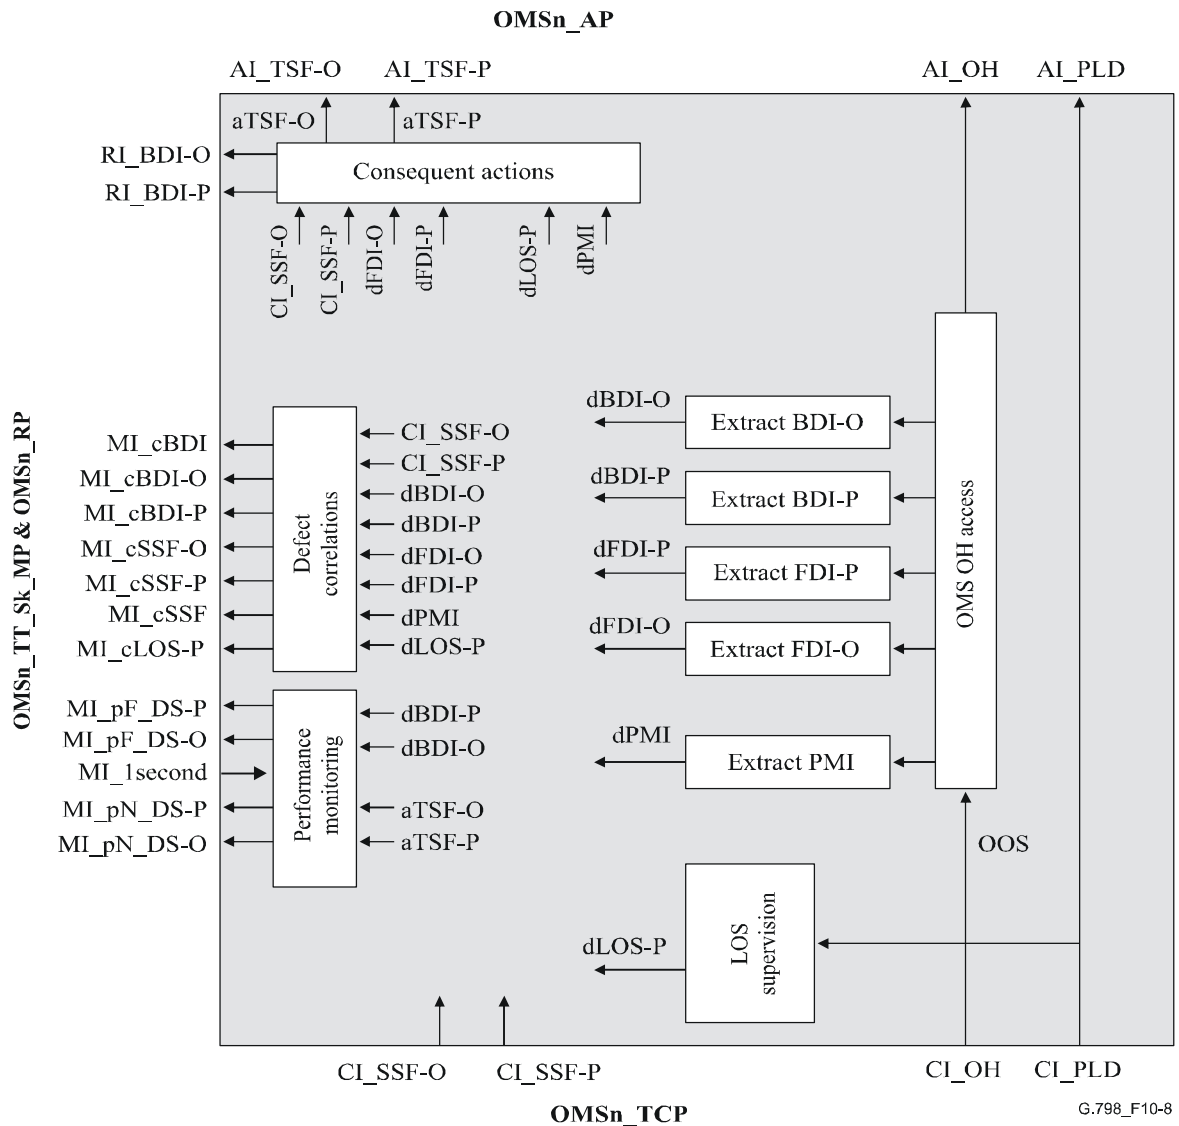 OMSn_AP
AI_TSF-O AI_TSF-P AI_OH AI_PLD
aTSF-O aTSF-P
RI_BDI-O
RI_BDI-P
Consequent actions
CI_SSF-O
CI_SSF-P
dFDI-O
dFDI-P
dLOS-P
dPMI
OMSn_TT_Sk_MP & OMSn_RP
MI_cBDI
MI_cBDI-O
MI_cBDI-P
MI_cSSF-O
MI_cSSF-P
MI_cSSF
MI_cLOS-P
Defect
correlations
CI_SSF-O
CI_SSF-P
dBDI-O
dBDI-P
dFDI-O
dFDI-P
dPMI
dLOS-P
MI_pF_DS-P
MI_pF_DS-O
MI_1second
MI_pN_DS-P
MI_pN_DS-O
Performance
monitoring
dBDI-P
dBDI-O
aTSF-O
aTSF-P
dBDI-O
Extract BDI-O
dBDI-P
Extract BDI-P
dFDI-P
Extract FDI-P
dFDI-O
Extract FDI-O
dPMI
Extract PMI
OMS OH access
OOS
dLOS-P
LOS
supervision
CI_SSF-O CI_SSF-P CI_OH CI_PLD
OMSn_TCP
G.798_F10-8